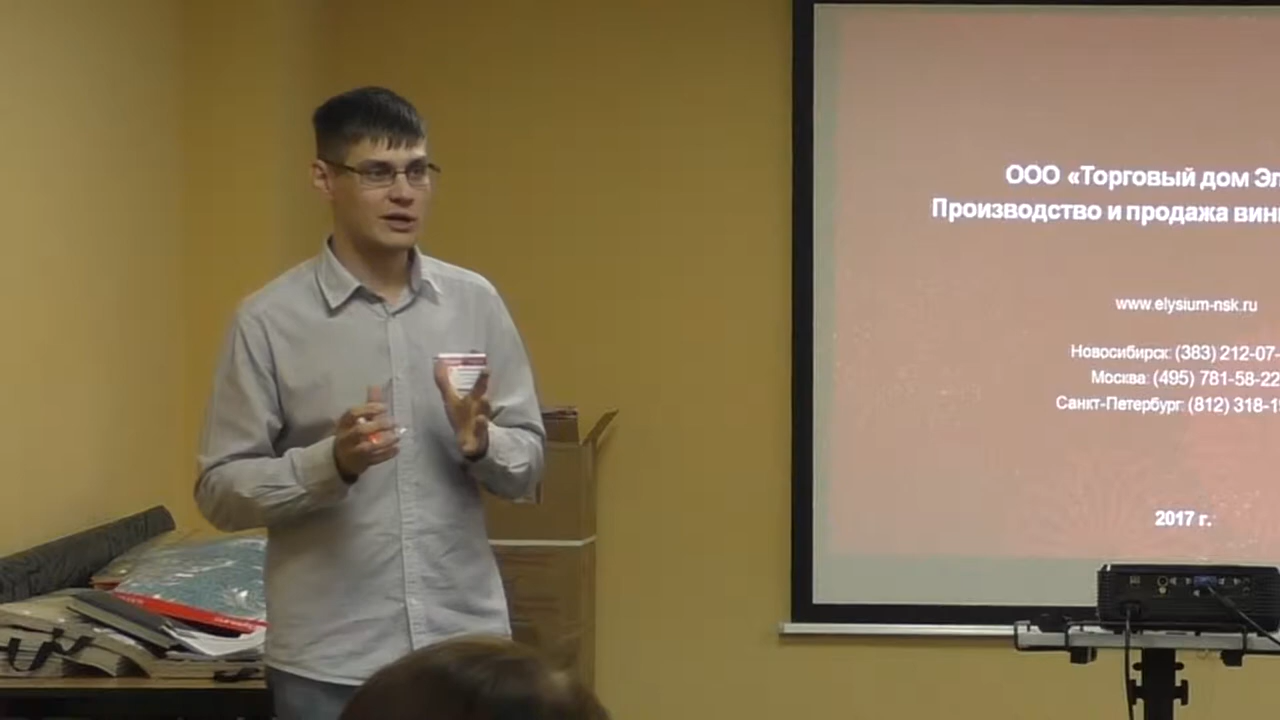 ООО «Торговый дом Эл
Производство и продажа вин
www.elysium-nsk.ru
Новосибирск: (383) 212-07-
Москва: (495) 781-58-22
Санкт-Петербург: (812) 318-1
2017 г.